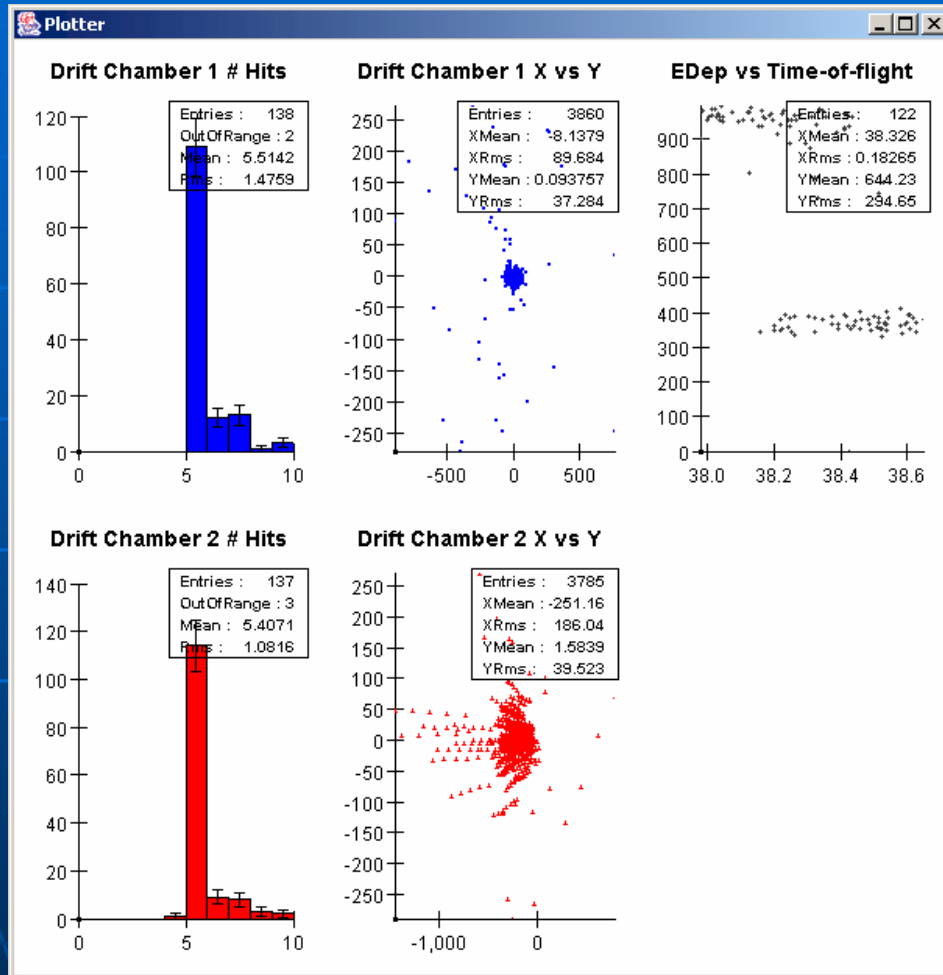 Plotter
Drift Chamber 1 # Hits
Entries : 138
OutOfRange : 2
Mean : 5.5142
Rms : 1.4759
120
100
80
60
40
20
0
0 5 10
Drift Chamber 1 X vs Y
Entries : 3860
XMean : -8.1379
XRms : 89.684
YMean : 0.093757
YRms : 37.284
250
200
150
100
50
0
-50
-100
-150
-200
-250
-500 0 500
EDep vs Time-of-flight
Entries : 122
XMean : 38.326
XRms : 0.18265
YMean : 644.23
YRms : 294.65
900
800
700
600
500
400
300
200
100
0
38.0 38.2 38.4 38.6
Drift Chamber 2 # Hits
Entries : 137
OutOfRange : 3
Mean : 5.4071
Rms : 1.0816
140
120
100
80
60
40
20
0
0 5 10
Drift Chamber 2 X vs Y
Entries : 3785
XMean : -251.16
XRms : 186.04
YMean : 1.5839
YRms : 39.523
250
200
150
100
50
0
-50
-100
-150
-200
-250
-1,000 0